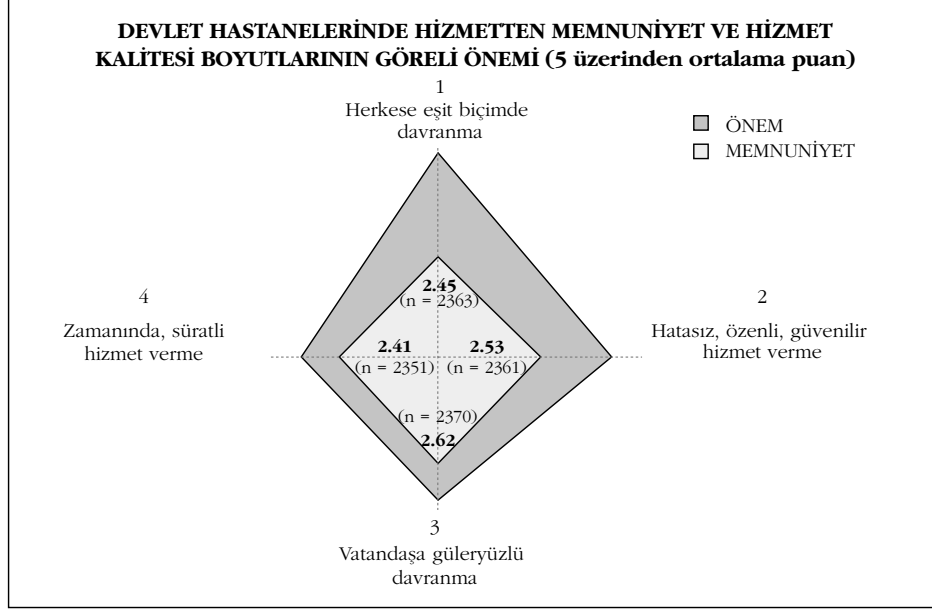 DEVLET HASTANELERİNDE HİZMETTEN MEMNUNİYET VE HİZMET
KALİTESİ BOYUTLARININ GÖRELİ ÖNEMİ (5 üzerinden ortalama puan)
1
Herkese eşit biçimde
davranma
ÖNEM
MEMNUNİYET
2.45
(n = 2363)
4
Zamanında, süratli
hizmet verme
2
Hatasız, özenli, güvenilir
hizmet verme
2.41
(n = 2351)
2.53
(n = 2361)
(n = 2370)
2.62
3
Vatandaşa güleryüzlü
davranma